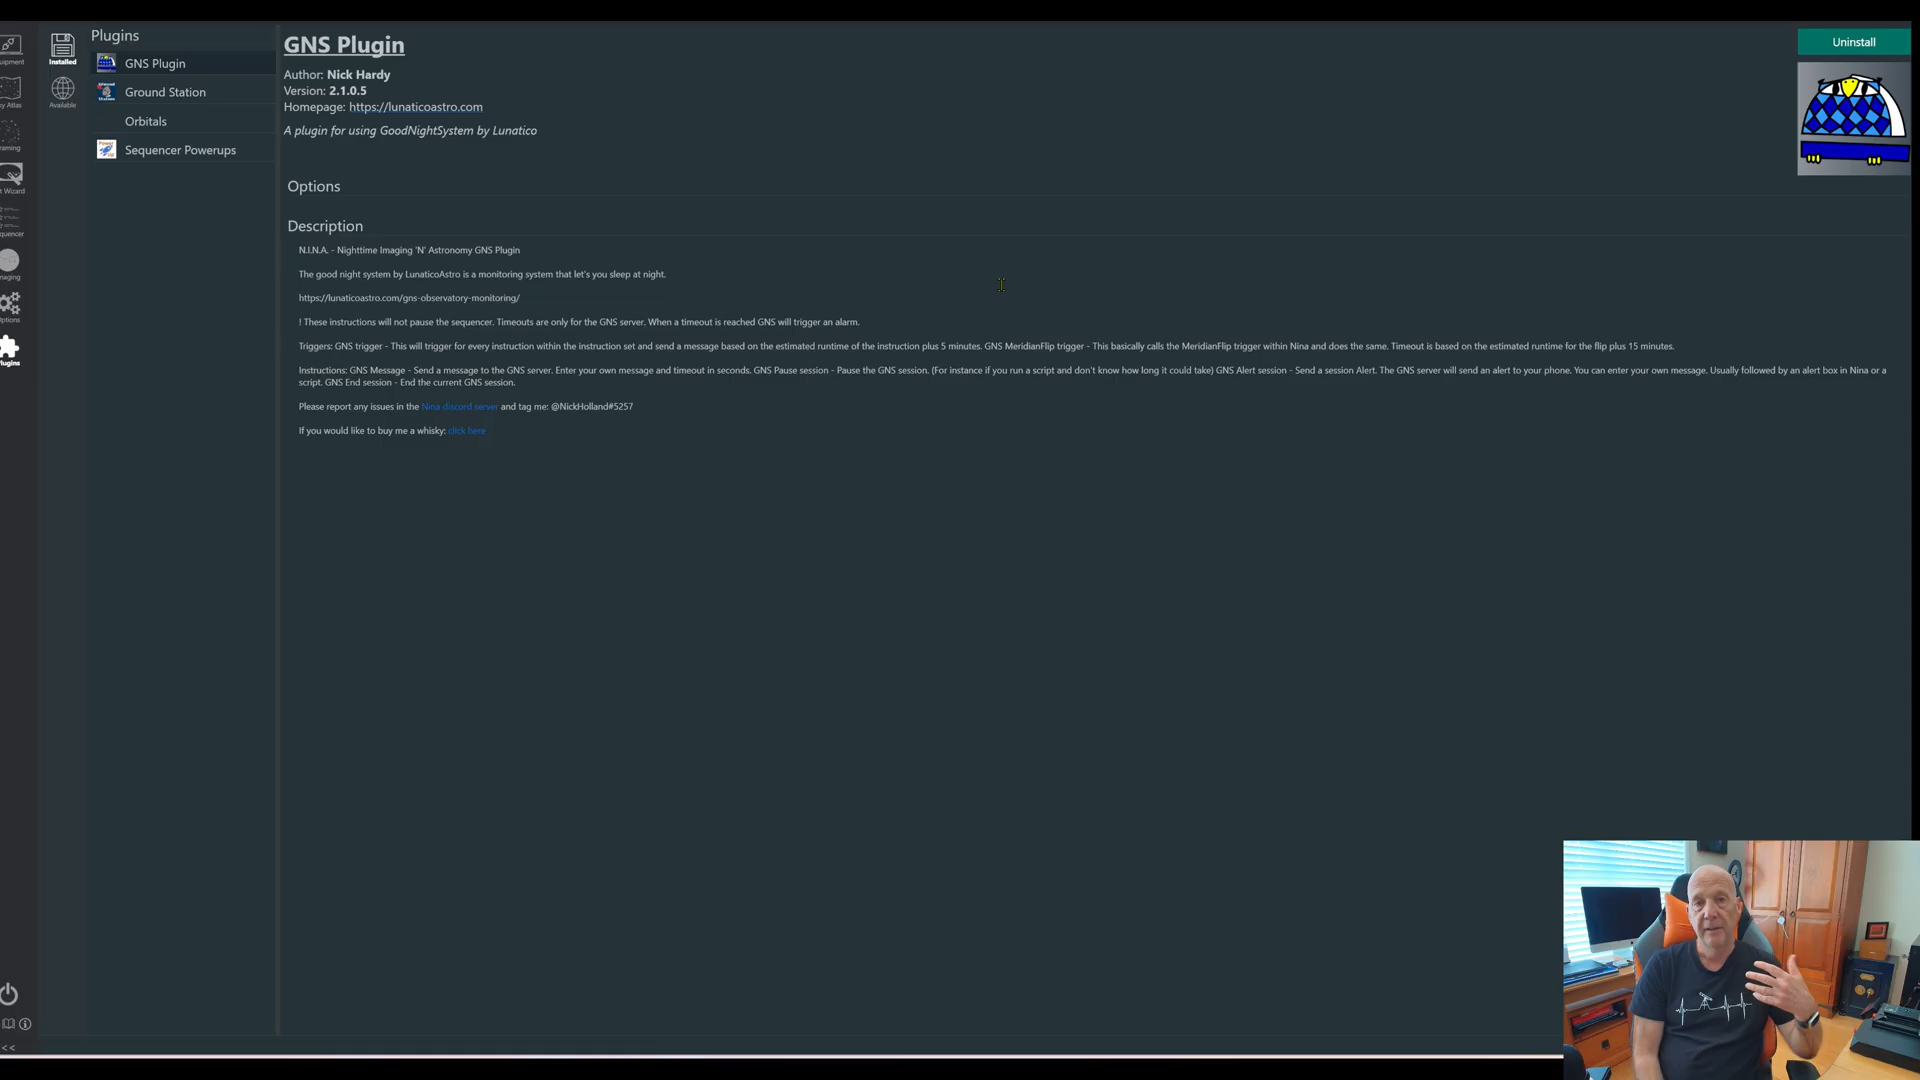 Plugins
GNS Plugin
Ground Station
Orbitals
Sequencer Powerups
Installed
Available
Plugins
GNS Plugin
Uninstall
Author: Nick Hardy
Version: 2.1.0.5
Homepage: https://lunaticoastro.com
A plugin for using GoodNightSystem by Lunatico
Options
Description
N.I.N.A. - Nighttime Imaging 'N' Astronomy GNS Plugin
The good night system by LunaticoAstro is a monitoring system that let's you sleep at night.
https://lunaticoastro.com/gns-observatory-monitoring/
! These instructions will not pause the sequencer. Timeouts are only for the GNS server. When a timeout is reached GNS will trigger an alarm.
Triggers: GNS trigger - This will trigger for every instruction within the instruction set and send a message based on the estimated runtime of the instruction plus 5 minutes. GNS MeridianFlip trigger - This basically calls the MeridianFlip trigger within Nina and does the same. Timeout is based on the estimated runtime for the flip plus 15 minutes.
Instructions: GNS Message - Send a message to the GNS server. Enter your own message and timeout in seconds. GNS Pause session - Pause the GNS session. (For instance if you run a script and don't know how long it could take) GNS Alert session - Send a session Alert. The GNS server will send an alert to your phone. You can enter your own message. Usually followed by an alert box in Nina or a
script. GNS End session - End the current GNS session.
Please report any issues in the Nina discord server and tag me: @NickHolland#5257
If you would like to buy me a whisky: click here